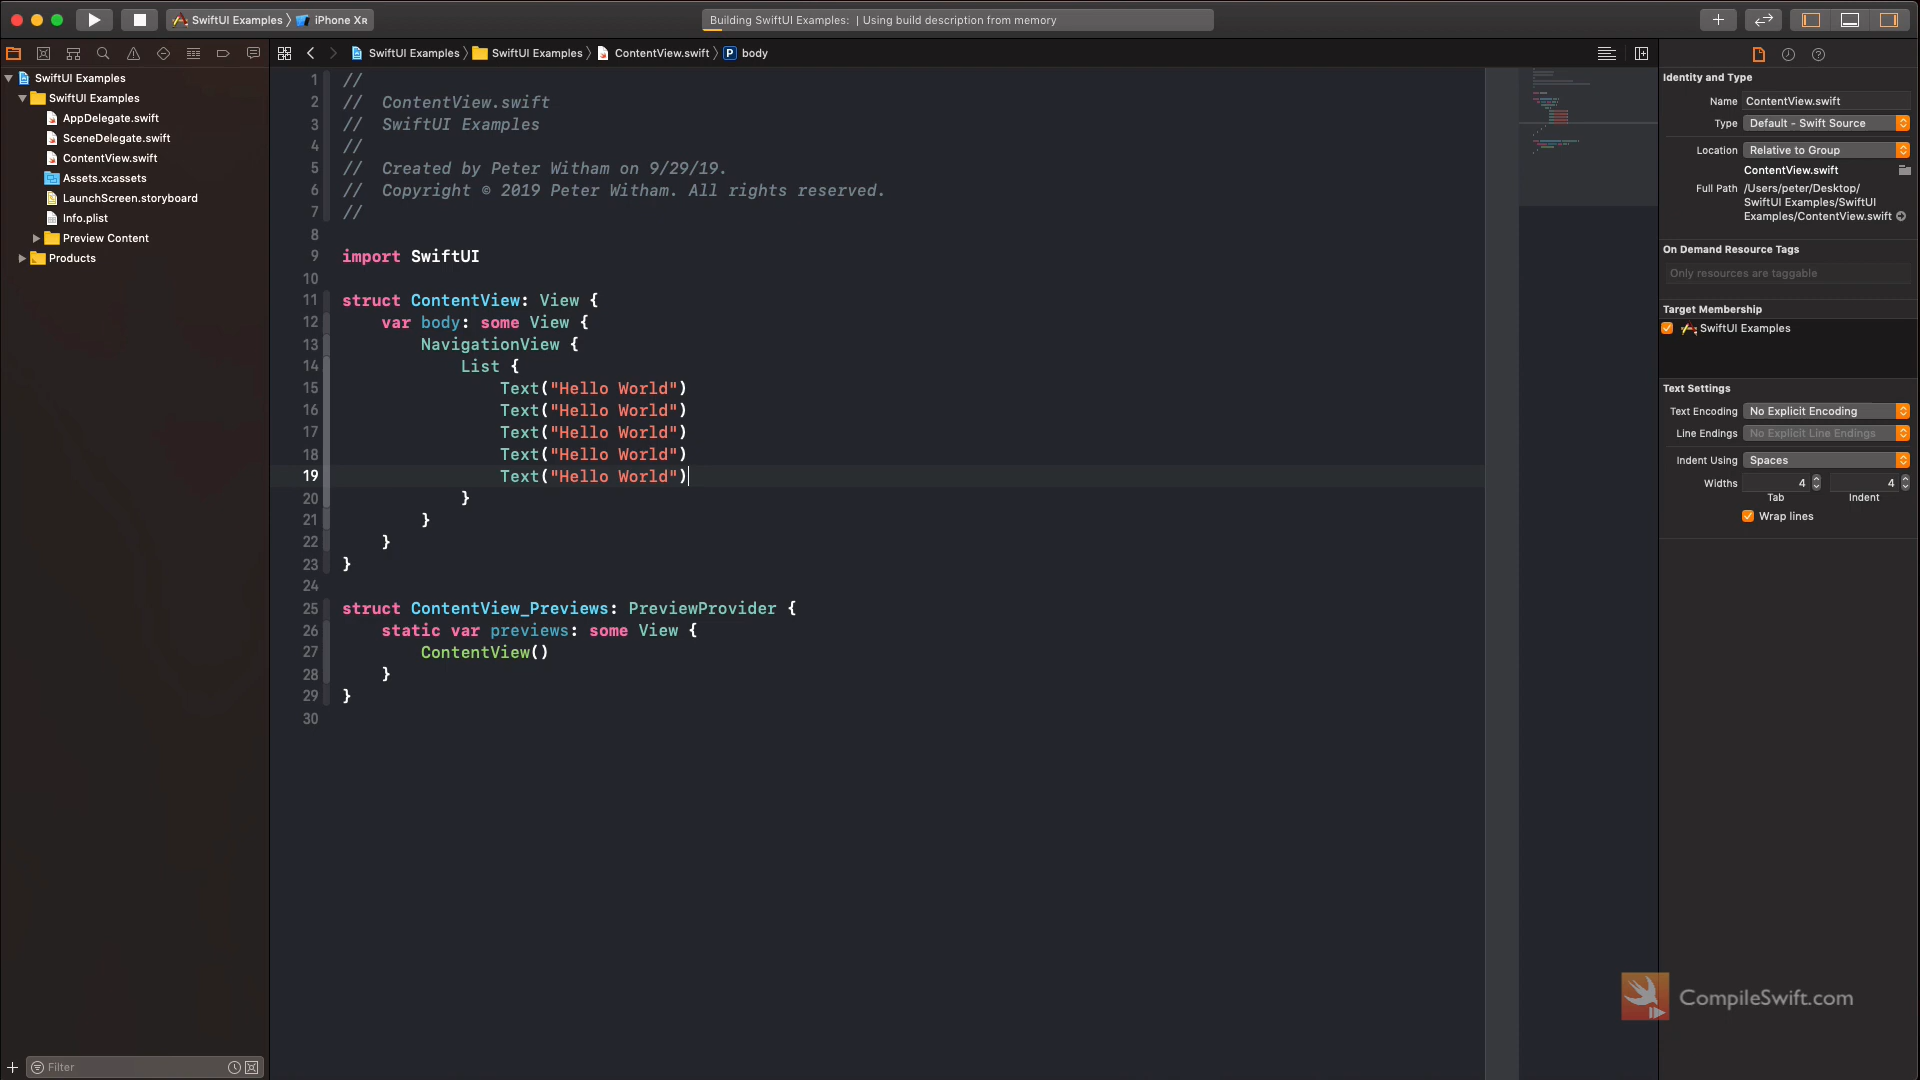 SwiftUI Examples 〉 iPhone Xʀ
Building SwiftUI Examples: | Using build description from memory
SwiftUI Examples 〉 SwiftUI Examples 〉 ContentView.swift 〉 P body
SwiftUI Examples
SwiftUI Examples
AppDelegate.swift
SceneDelegate.swift
ContentView.swift
Assets.xcassets
LaunchScreen.storyboard
Info.plist
Preview Content
Products
Filter
1 //
2 //  ContentView.swift
3 //  SwiftUI Examples
4 //
5 //  Created by Peter Witham on 9/29/19.
6 //  Copyright © 2019 Peter Witham. All rights reserved.
7 //
8
9 import SwiftUI
10
11 struct ContentView: View {
12     var body: some View {
13         NavigationView {
14             List {
15                 Text("Hello World")
16                 Text("Hello World")
17                 Text("Hello World")
18                 Text("Hello World")
19                 Text("Hello World")
20             }
21         }
22     }
23 }
24
25 struct ContentView_Previews: PreviewProvider {
26     static var previews: some View {
27         ContentView()
28     }
29 }
30
Identity and Type
Name ContentView.swift
Type Default - Swift Source
Location Relative to Group
ContentView.swift
Full Path /Users/peter/Desktop/
SwiftUI Examples/SwiftUI
Examples/ContentView.swift
On Demand Resource Tags
Only resources are taggable
Target Membership
SwiftUI Examples
Text Settings
Text Encoding No Explicit Encoding
Line Endings No Explicit Line Endings
Indent Using Spaces
Widths 4 4
Tab Indent
Wrap lines
CompileSwift.com